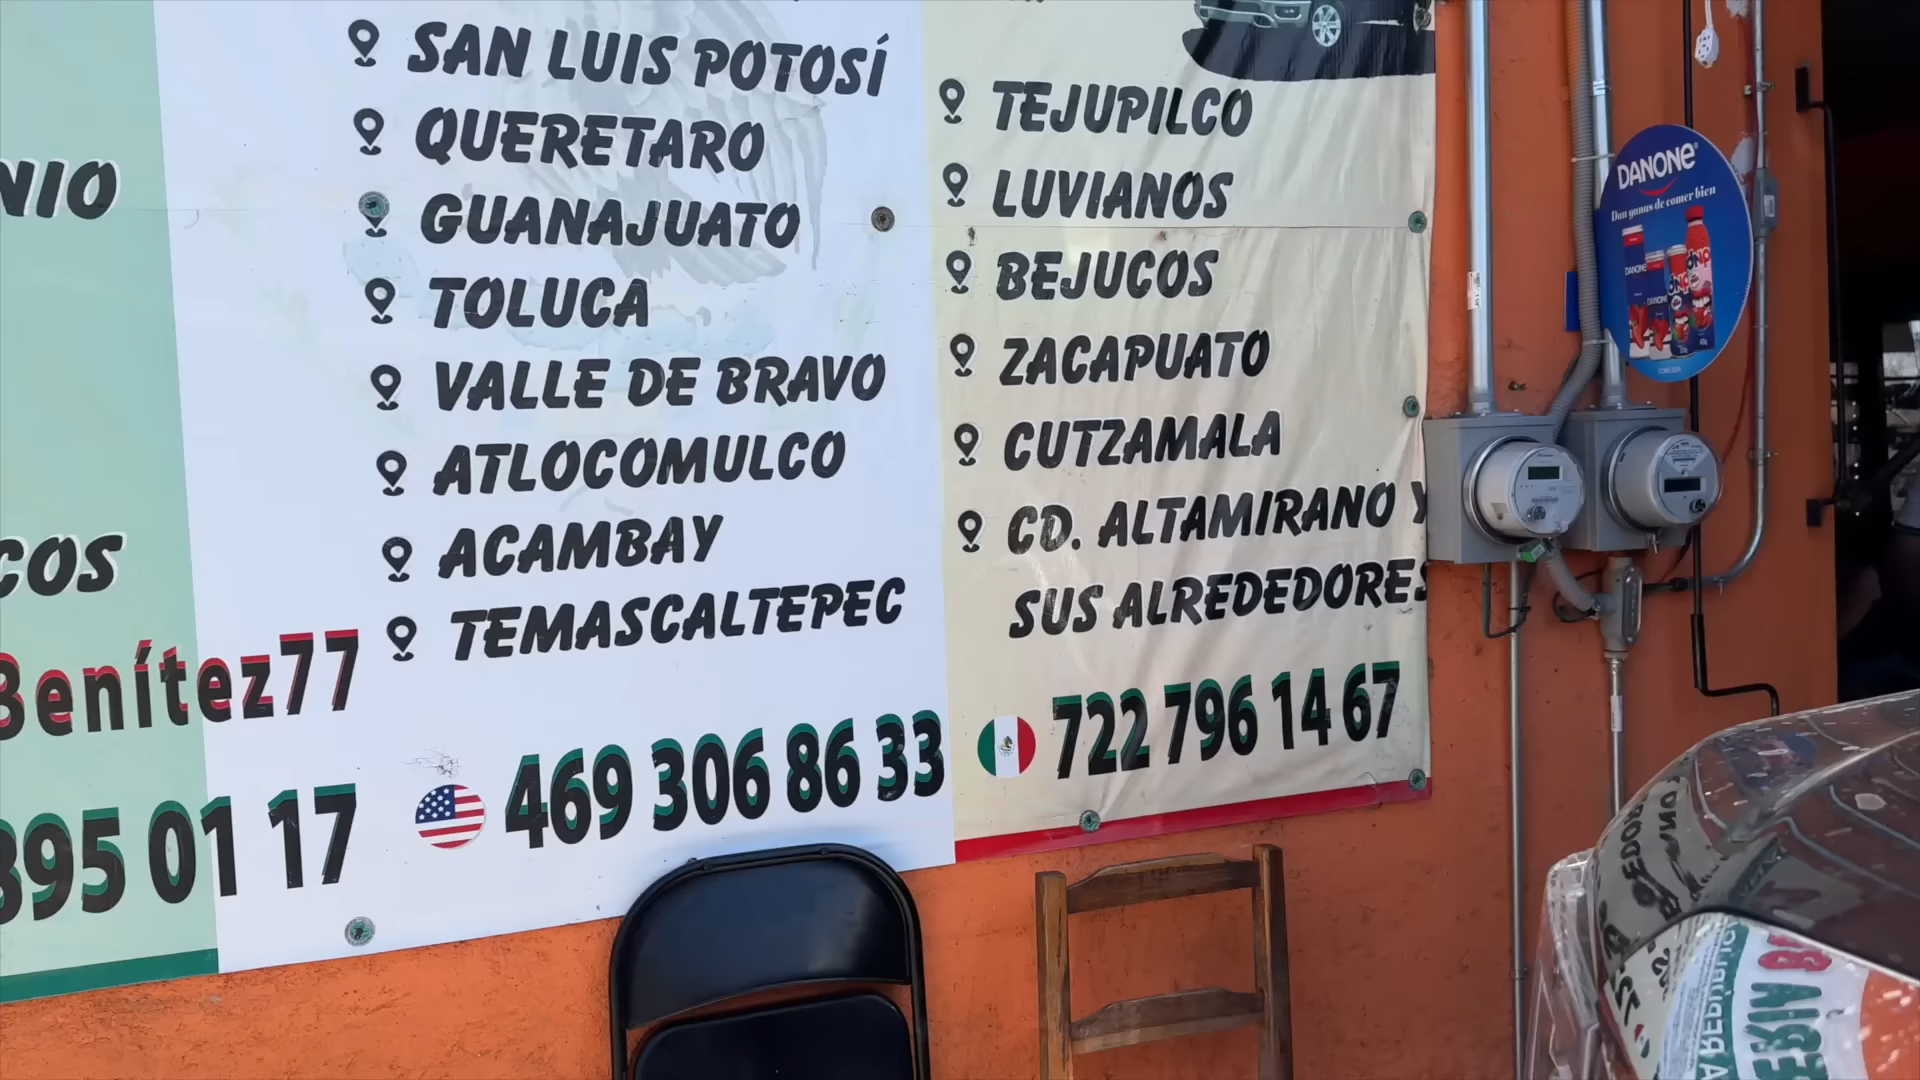 NIO
COS
Benítez77
895 01 17
SAN LUIS POTOSÍ
QUERETARO
GUANAJUATO
TOLUCA
VALLE DE BRAVO
ATLOCOMULCO
ACAMBAY
TEMASCALTEPEC
469 306 86 33
TEJUPILCO
LUVIANOS
BEJUCOS
ZACAPUATO
CUTZAMALA
CD. ALTAMIRANO Y
SUS ALREDEDORES
722 796 14 67
DANONE
Dan ganas de comer bien